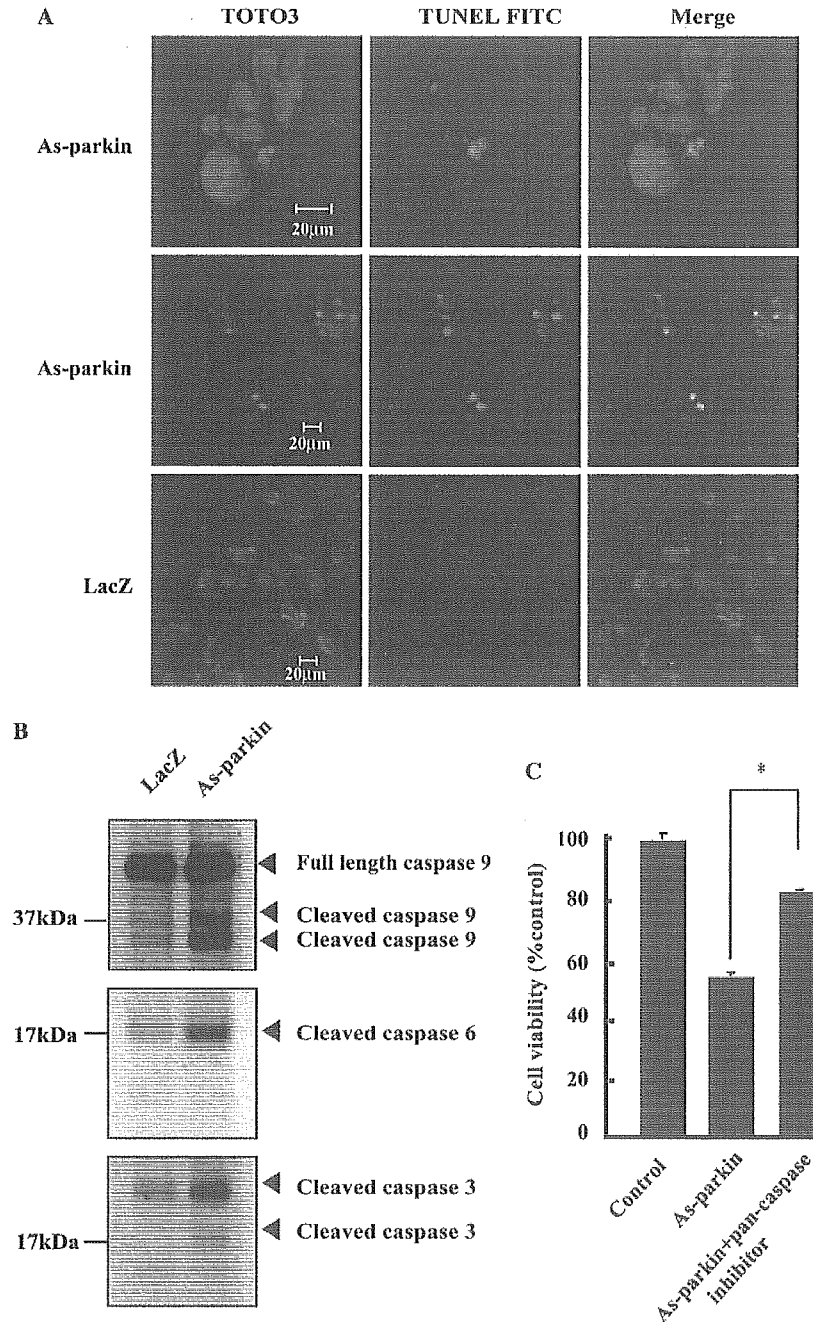 A
TOTO3
TUNEL FITC
Merge
As-parkin
20μm
As-parkin
20μm
LacZ
20μm
B
LacZ
As-parkin
Full length caspase 9
37kDa
Cleaved caspase 9
Cleaved caspase 9
17kDa
Cleaved caspase 6
Cleaved caspase 3
17kDa
Cleaved caspase 3
C
*
Cell viability (%control)
100
80
60
40
20
0
Control
As-parkin
As-parkin+pan-caspase
inhibitor